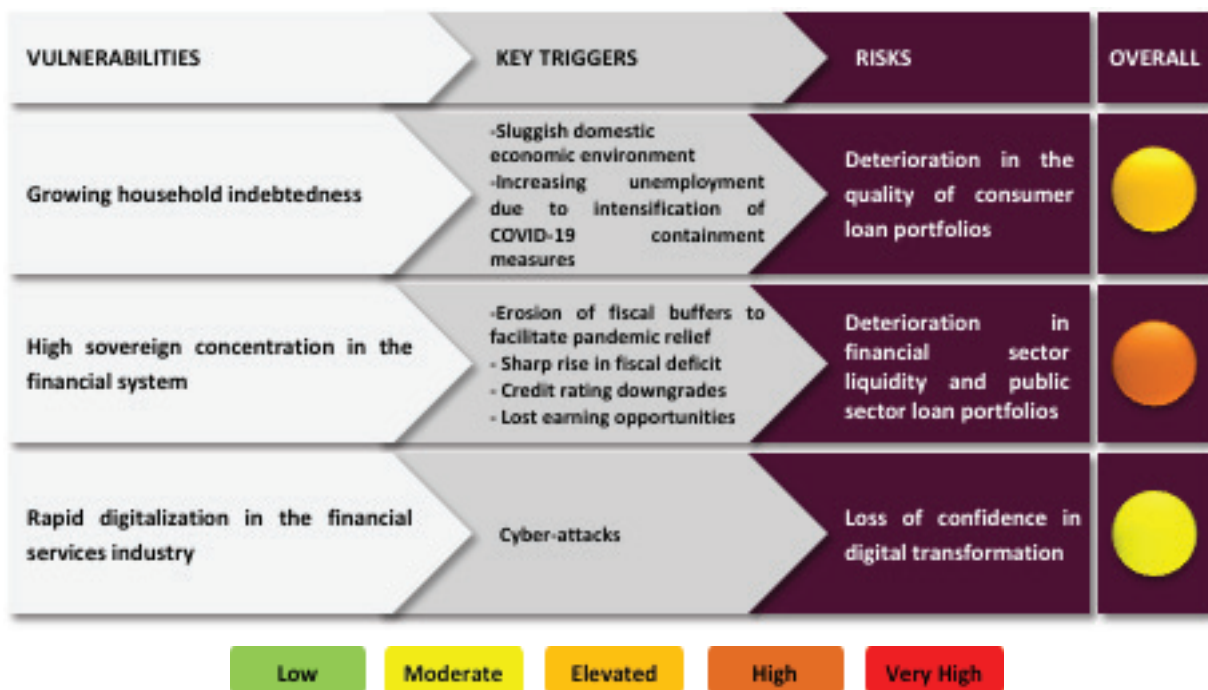 VULNERABILITIES
KEY TRIGGERS
RISKS
OVERALL
Growing household indebtedness
-Sluggish domestic
economic environment
-Increasing unemployment
due to intensification of
COVID-19 containment
measures
Deterioration in the
quality of consumer
loan portfolios
High sovereign concentration in the
financial system
-Erosion of fiscal buffers to
facilitate pandemic relief
- Sharp rise in fiscal deficit
- Credit rating downgrades
- Lost earning opportunities
Deterioration in
financial sector
liquidity and public
sector loan portfolios
Rapid digitalization in the financial
services industry
Cyber-attacks
Loss of confidence in
digital transformation
Low
Moderate
Elevated
High
Very High